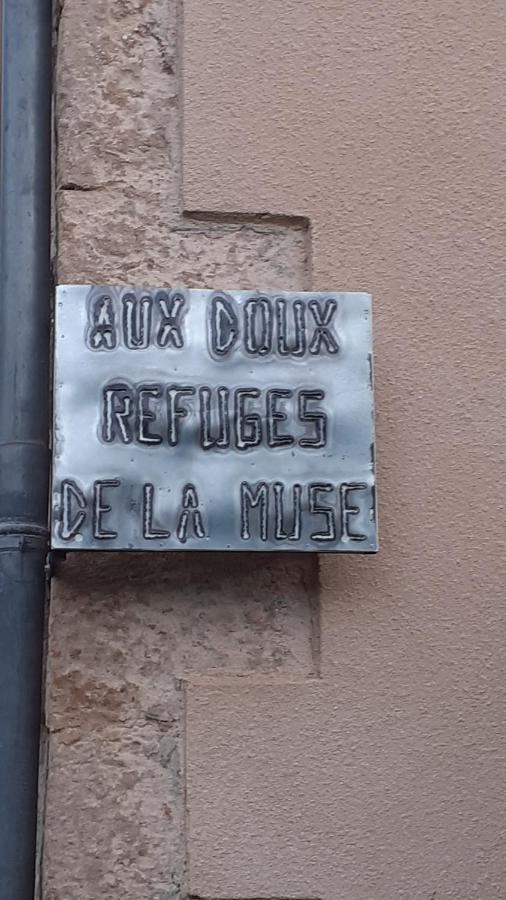 AUX DOUX
REFUGES
DE LA MUSE